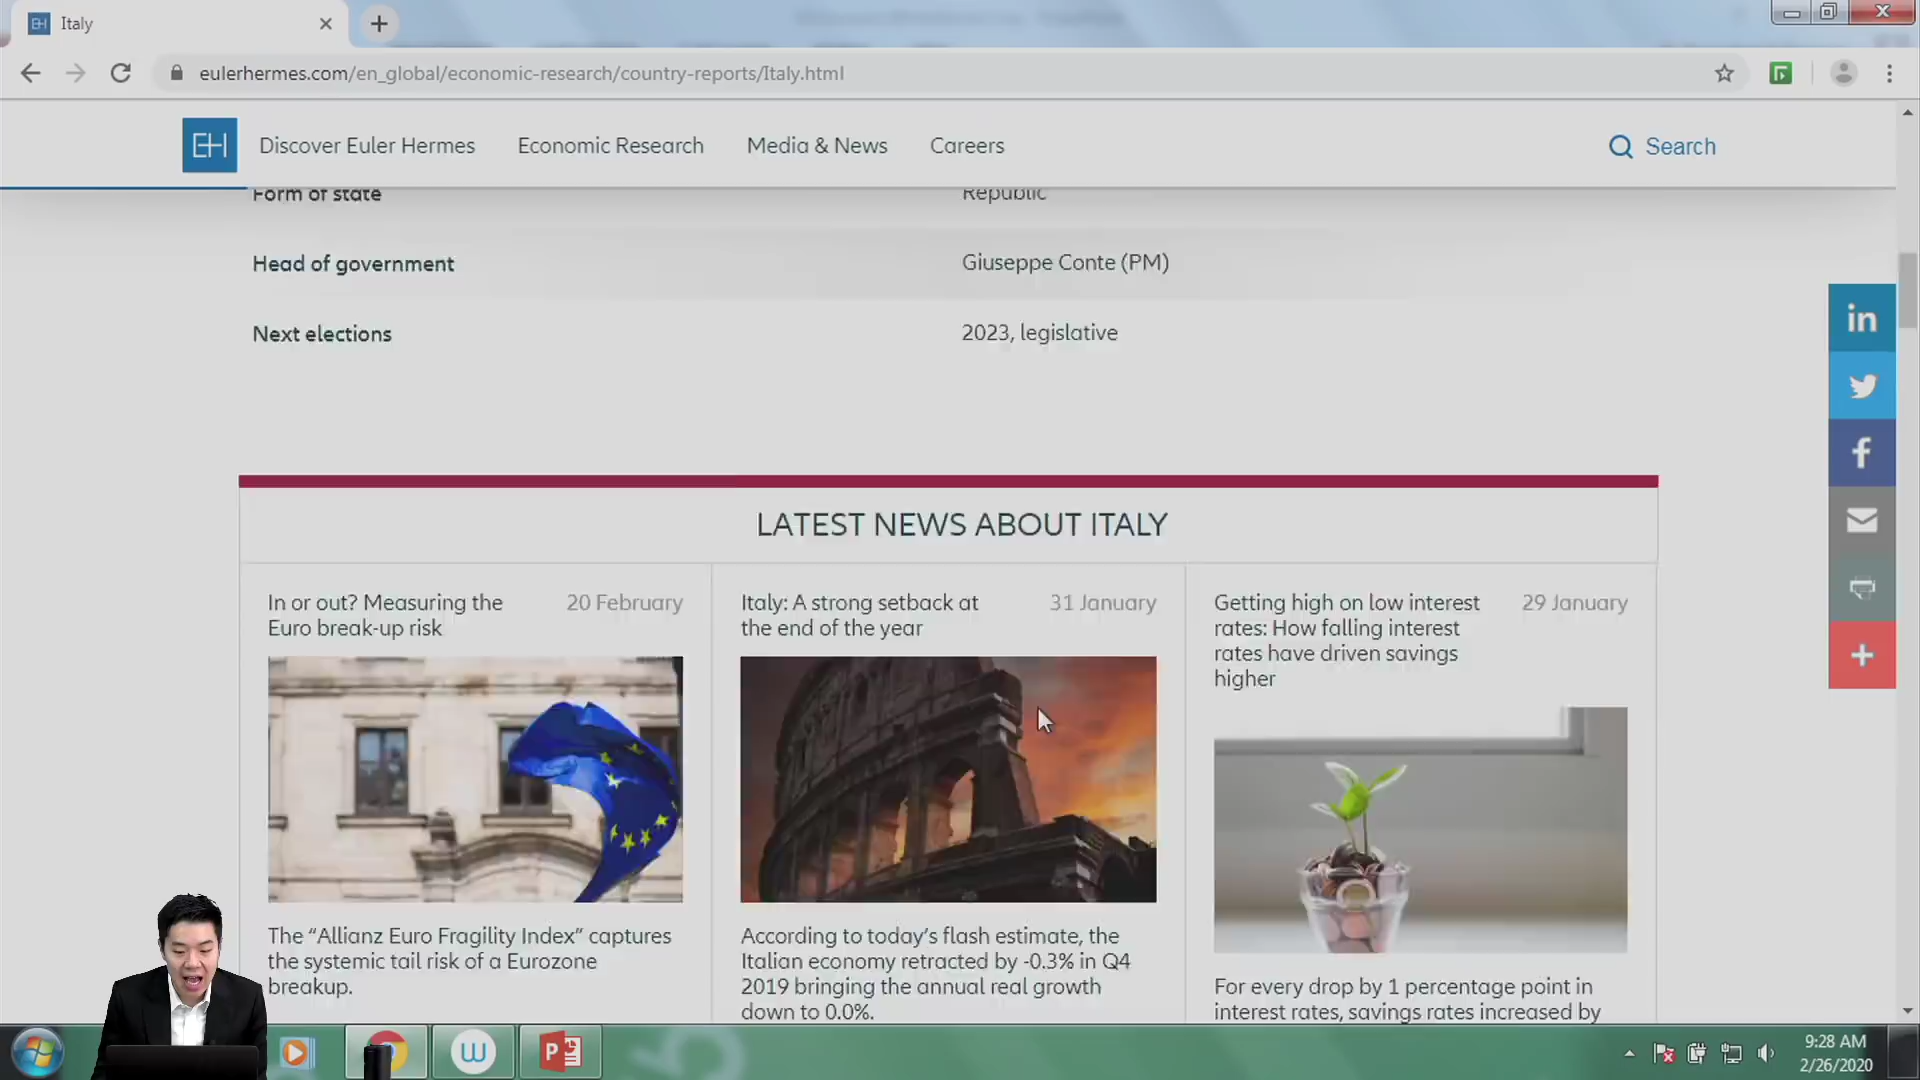 EH Italy
eulerhermes.com/en_global/economic-research/country-reports/Italy.html
EH Discover Euler Hermes Economic Research Media & News Careers Search
Form of state Republic
Head of government Giuseppe Conte (PM)
Next elections 2023, legislative
in
f
LATEST NEWS ABOUT ITALY
In or out? Measuring the 20 February
Euro break-up risk
The “Allianz Euro Fragility Index” captures
the systemic tail risk of a Eurozone
breakup.
Italy: A strong setback at 31 January
the end of the year
According to today’s flash estimate, the
Italian economy retracted by -0.3% in Q4
2019 bringing the annual real growth
down to 0.0%.
Getting high on low interest 29 January
rates: How falling interest
rates have driven savings
higher
For every drop by 1 percentage point in
interest rates, savings rates increased by
W P
9:28 AM
2/26/2020